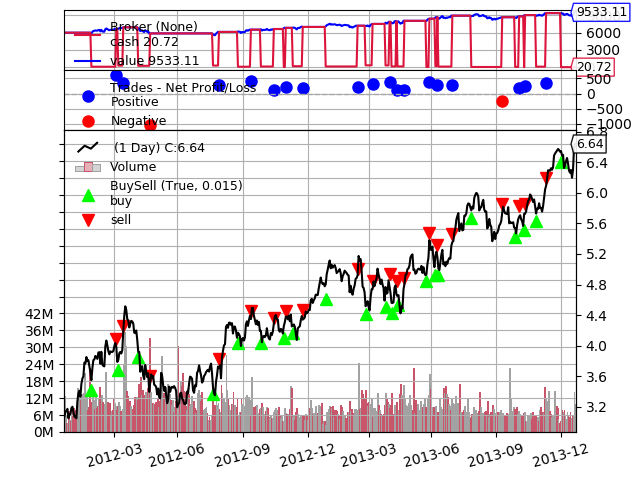 Broker (None)
cash 20.72
value 9533.11
9533.11
6000
3000
20.72
Trades - Net Profit/Loss
Positive
Negative
500
0
−500
−1000
(1 Day) C:6.64
Volume
BuySell (True, 0.015)
buy
sell
6.8
6.64
6.4
6.0
5.6
5.2
4.8
4.4
4.0
3.6
3.2
42M
36M
30M
24M
18M
12M
6M
0M
2012-03
2012-06
2012-09
2012-12
2013-03
2013-06
2013-09
2013-12